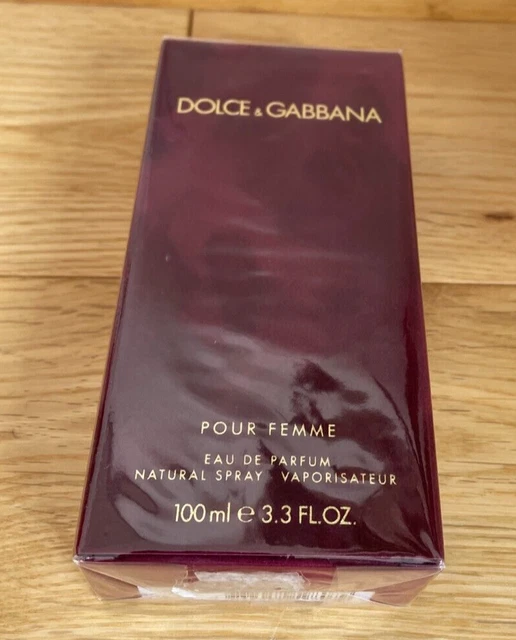 DOLCE & GABBANA
POUR FEMME
EAU DE PARFUM
NATURAL SPRAY VAPORISATEUR
100 ml e 3.3 FL.OZ.